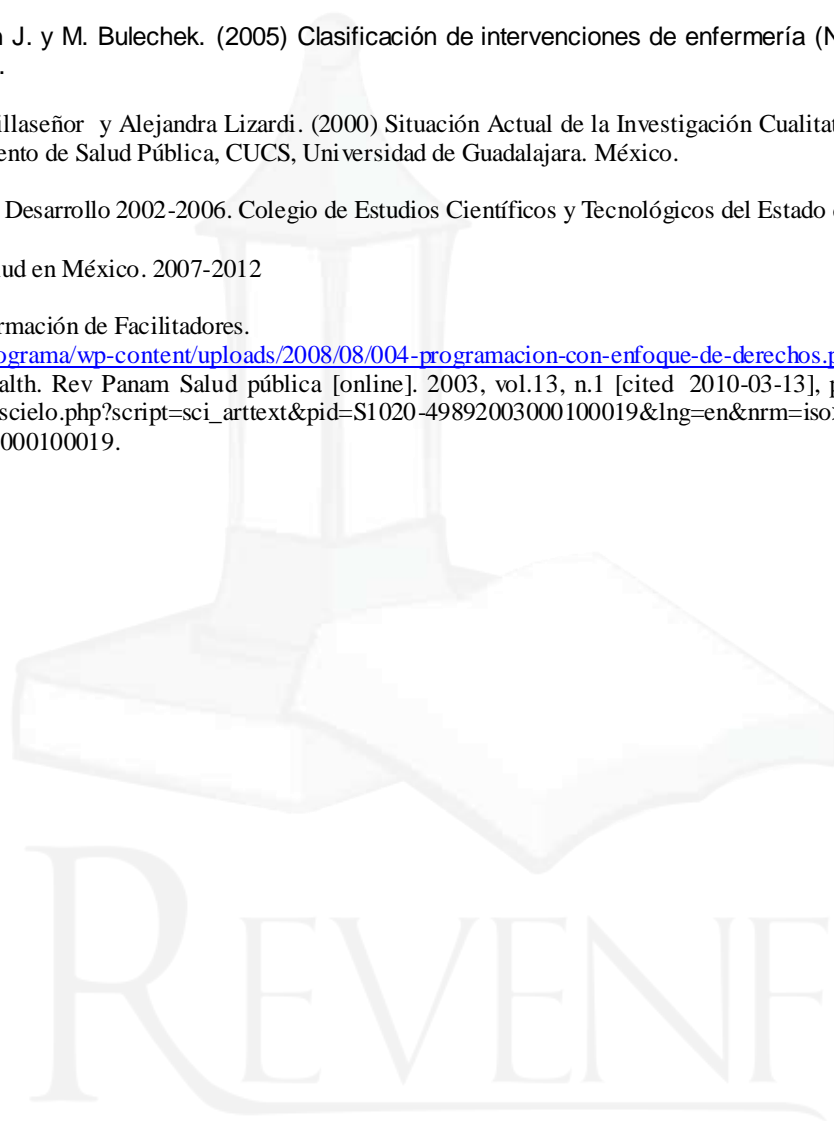 J. y M. Bulechek. (2005) Clasificación de intervenciones de enfermería
.
illaseñor y Alejandra Lizardi. (2000) Situación Actual de la Investigación Cualitat
ento de Salud Pública, CUCS, Universidad de Guadalajara. México.
Desarrollo 2002-2006. Colegio de Estudios Científicos y Tecnológicos del Estado
lud en México. 2007-2012
rmación de Facilitadores.
ograma/wp-content/uploads/2008/08/004-programacion-con-enfoque-de-derechos.p
alth. Rev Panam Salud pública [online]. 2003, vol.13, n.1 [cited 2010-03-13], p
scielo.php?script=sci_arttext&pid=S1020-49892003000100019&lng=en&nrm=iso
000100019.
REVENF